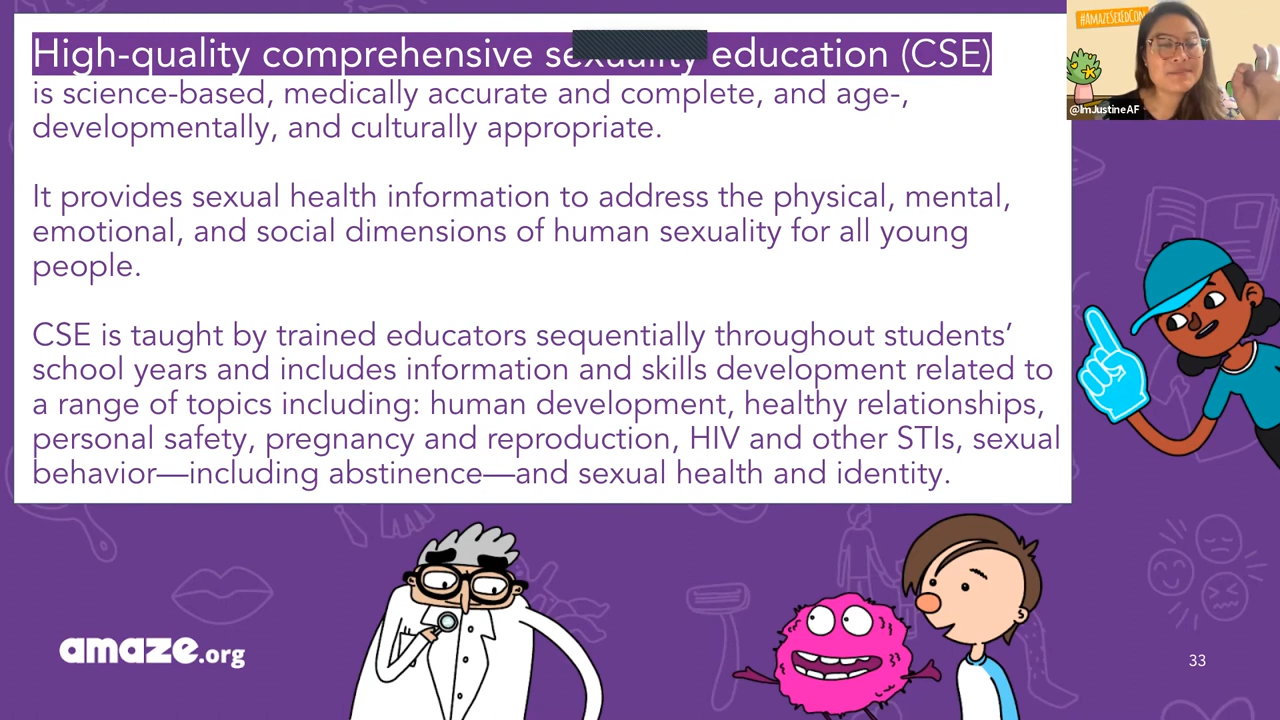 High-quality comprehensive sexuality education (CSE)
is science-based, medically accurate and complete, and age-,
developmentally, and culturally appropriate.
It provides sexual health information to address the physical, mental,
emotional, and social dimensions of human sexuality for all young
people.
CSE is taught by trained educators sequentially throughout students’
school years and includes information and skills development related to
a range of topics including: human development, healthy relationships,
personal safety, pregnancy and reproduction, HIV and other STIs, sexual
behavior—including abstinence—and sexual health and identity.
#AmazeSexEdCon
@ImJustineAF
amaze.org
33